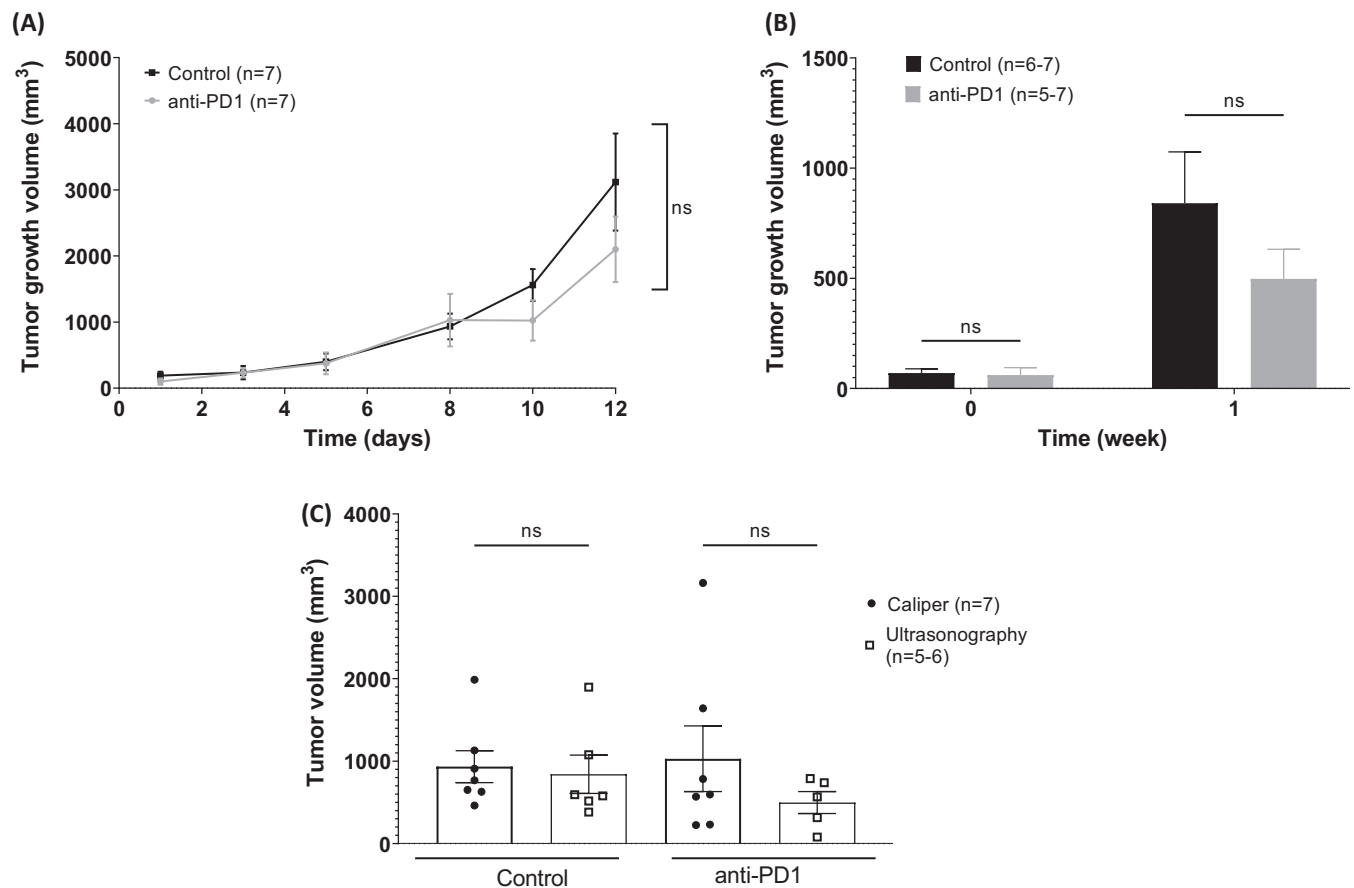 (A)
Tumor growth volume (mm³)
5000
4000
3000
2000
1000
0
Control (n=7)
anti-PD1 (n=7)
ns
0 2 4 6 8 10 12
Time (days)
(B)
Tumor growth volume (mm³)
1500
1000
500
0
Control (n=6-7)
anti-PD1 (n=5-7)
ns
ns
0 1
Time (week)
(C)
Tumor volume (mm³)
4000
3000
2000
1000
0
ns
ns
Caliper (n=7)
Ultrasonography
(n=5-6)
Control
anti-PD1